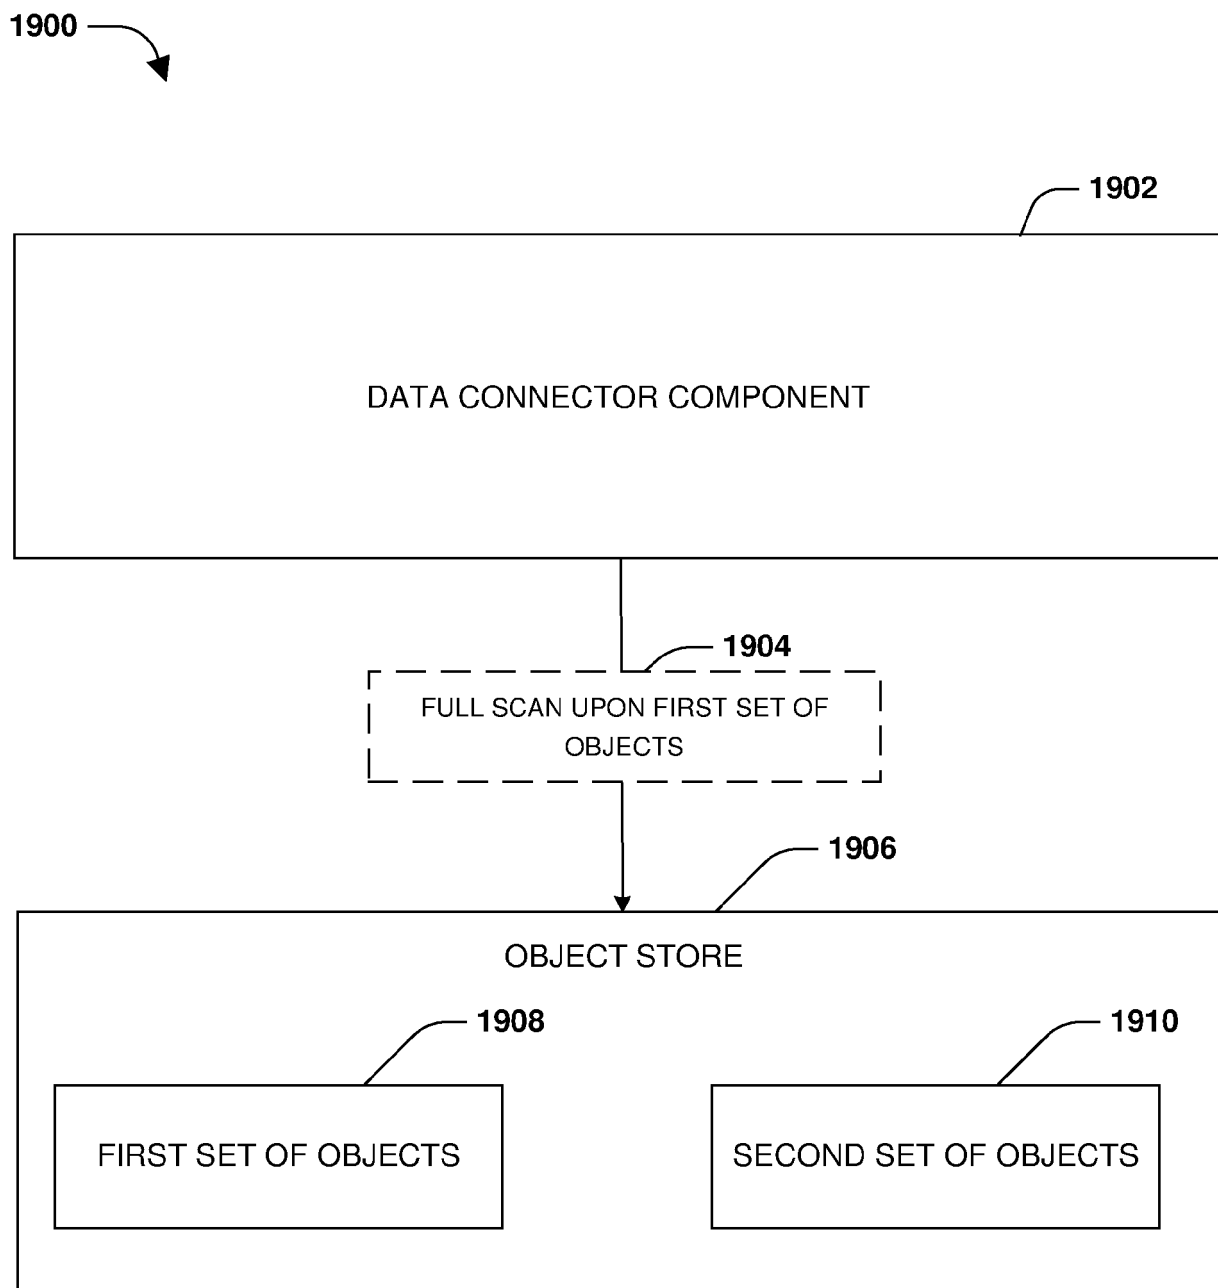 1900
1902
DATA CONNECTOR COMPONENT
1904
FULL SCAN UPON FIRST SET OF
OBJECTS
1906
OBJECT STORE
1908
1910
FIRST SET OF OBJECTS
SECOND SET OF OBJECTS